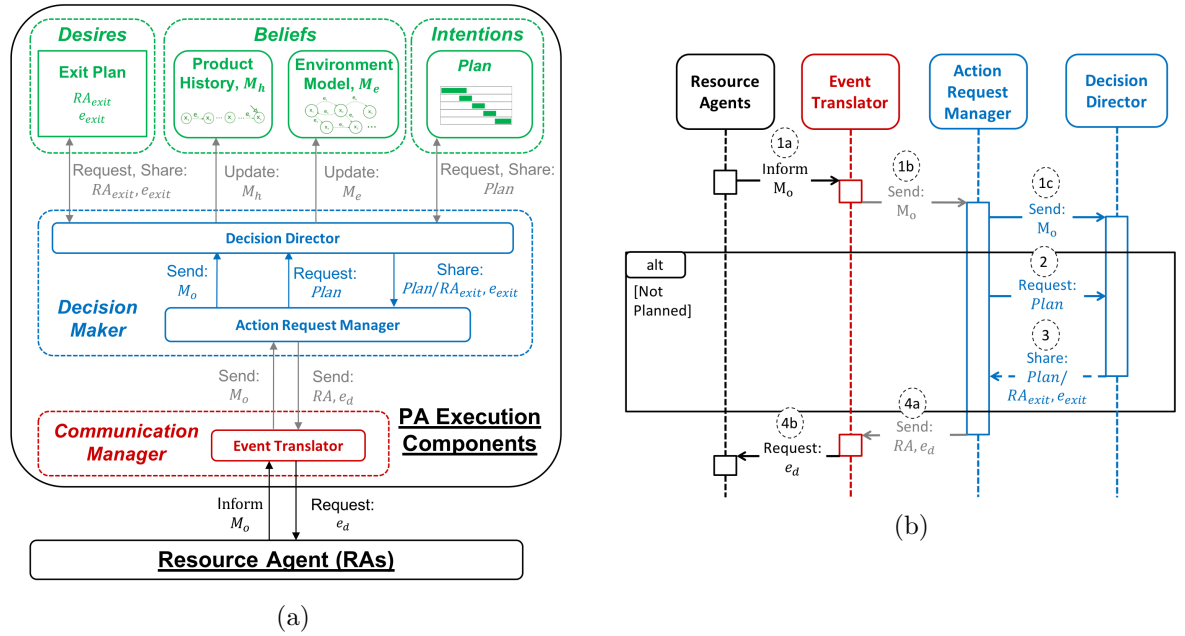 Desires
Beliefs
Intentions
Exit Plan
RA_exit
e_exit
Product
History, M_h
Environment
Model, M_e
Plan
Request, Share:
RA_exit, e_exit
Update:
M_h
Update:
M_e
Request, Share:
Plan
Decision Director
Send:
M_o
Request:
Plan
Share:
Plan/RA_exit, e_exit
Decision
Maker
Action Request Manager
Send:
M_o
Send:
RA, e_d
PA Execution
Components
Communication
Manager
Event Translator
Inform
M_o
Request:
e_d
Resource Agent (RAs)
(a)
Resource
Agents
Event
Translator
Action
Request
Manager
Decision
Director
1a
Inform
M_o
1b
Send:
M_o
1c
Send:
M_o
alt
[Not
Planned]
2
Request:
Plan
3
Share:
Plan/
RA_exit, e_exit
4a
Send:
RA, e_d
4b
Request:
e_d
(b)